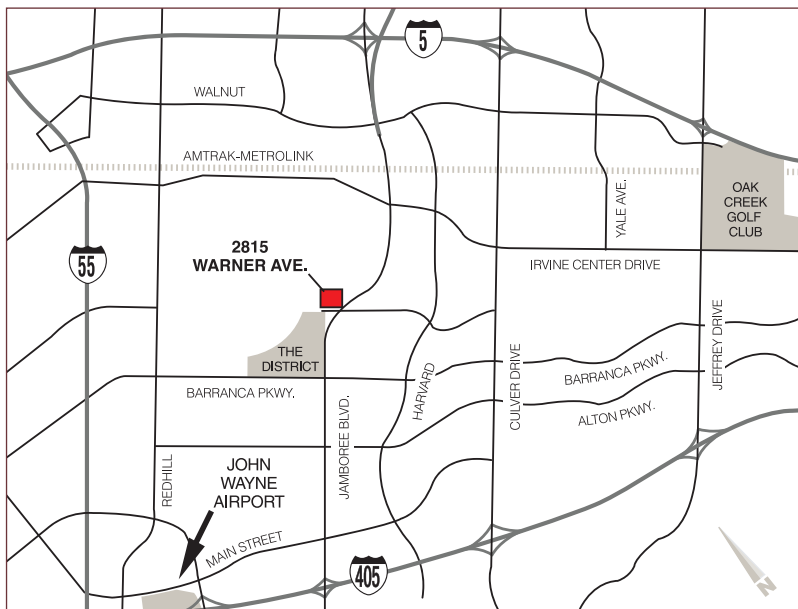 5
WALNUT
AMTRAK-METROLINK
YALE AVE.
OAK
CREEK
GOLF
CLUB
2815
WARNER AVE.
55
IRVINE CENTER DRIVE
THE
DISTRICT
BARRANCA PKWY.
JAMBOREE BLVD.
HARVARD
CULVER DRIVE
BARRANCA PKWY.
ALTON PKWY.
JEFFREY DRIVE
REDHILL
JOHN
WAYNE
AIRPORT
MAIN STREET
405
N